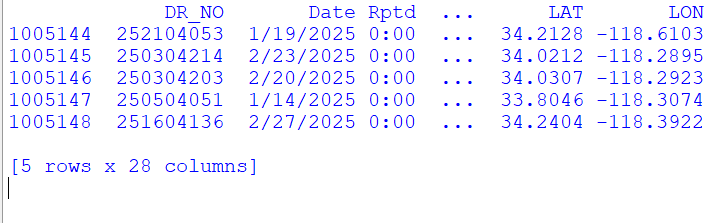 DR_NO Date Rptd ... LAT LON
1005144 252104053 1/19/2025 0:00 ... 34.2128 -118.6103
1005145 250304214 2/23/2025 0:00 ... 34.0212 -118.2895
1005146 250304203 2/20/2025 0:00 ... 34.0307 -118.2923
1005147 250504051 1/14/2025 0:00 ... 33.8046 -118.3074
1005148 251604136 2/27/2025 0:00 ... 34.2404 -118.3922
[5 rows x 28 columns]